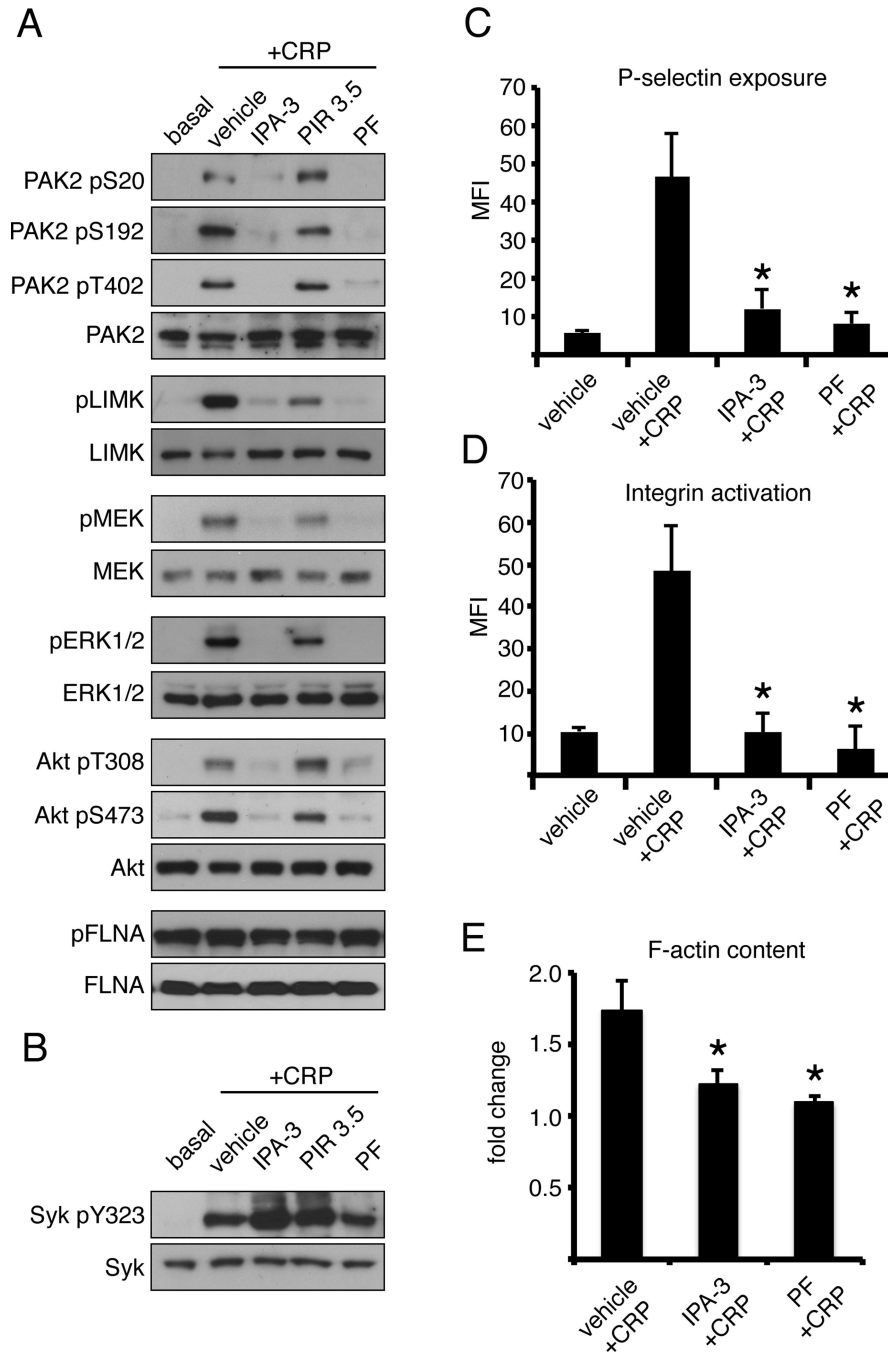 A
+CRP
basal vehicle IPA-3 PIR 3.5 PF
PAK2 pS20
PAK2 pS192
PAK2 pT402
PAK2
pLIMK
LIMK
pMEK
MEK
pERK1/2
ERK1/2
Akt pT308
Akt pS473
Akt
pFLNA
FLNA
B
+CRP
basal vehicle IPA-3 PIR 3.5 PF
Syk pY323
Syk
C
P-selectin exposure
MFI
70
60
50
40
30
20
10
* *
vehicle
vehicle +CRP
IPA-3 +CRP
PF +CRP
D
Integrin activation
MFI
70
60
50
40
30
20
10
* *
vehicle
vehicle +CRP
IPA-3 +CRP
PF +CRP
E
F-actin content
fold change
2.0
1.5
1.0
0.5
* *
vehicle +CRP
IPA-3 +CRP
PF +CRP